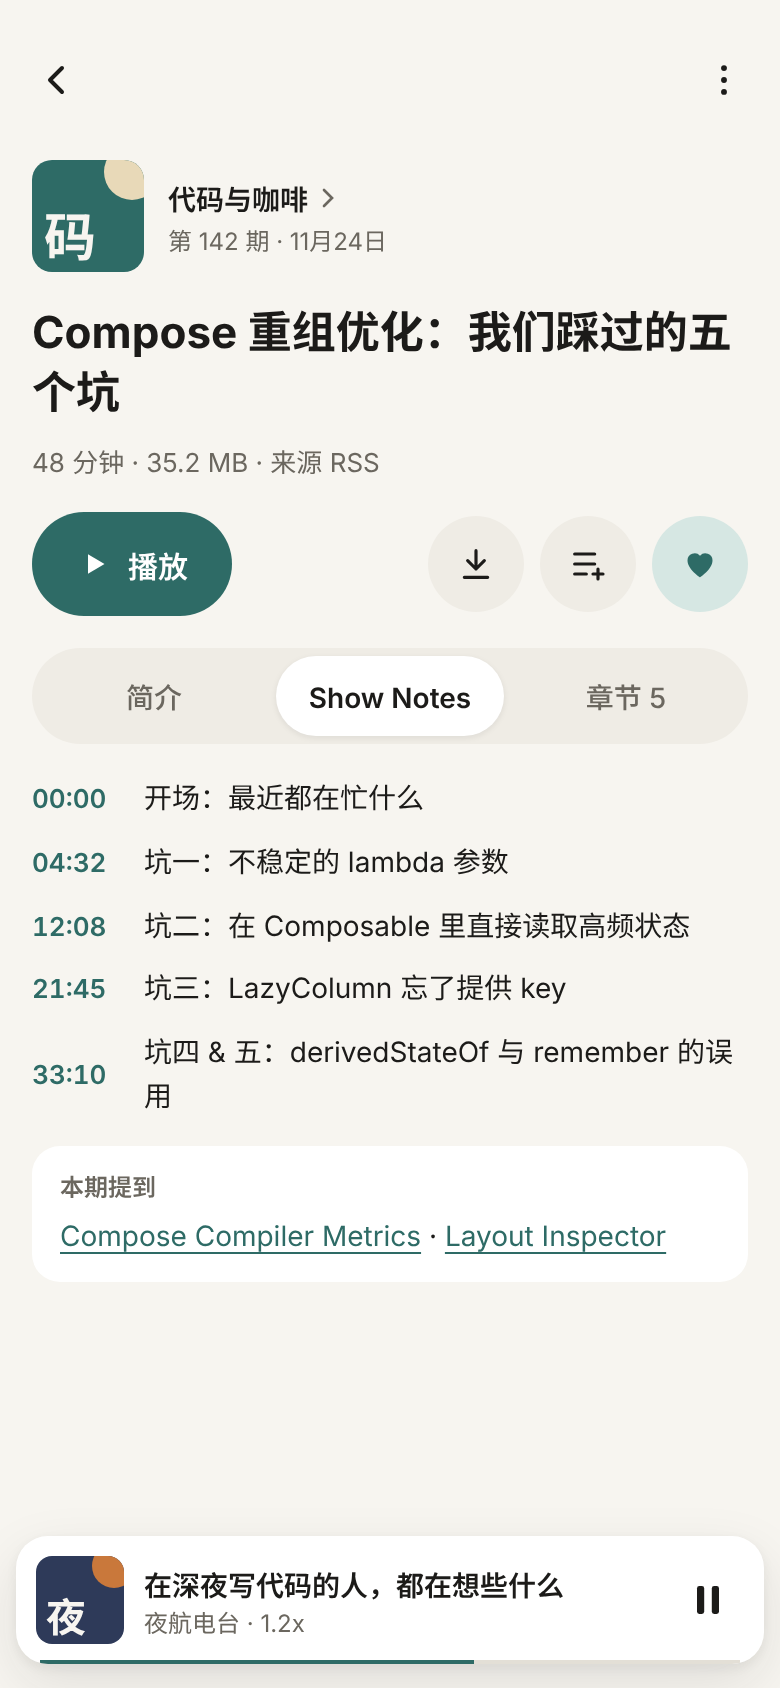 码
代码与咖啡
第 142 期 · 11月24日
Compose 重组优化：我们踩过的五
个坑
48 分钟 · 35.2 MB · 来源 RSS
播放
简介
Show Notes
章节 5
00:00 开场：最近都在忙什么
04:32 坑一：不稳定的 lambda 参数
12:08 坑二：在 Composable 里直接读取高频状态
21:45 坑三：LazyColumn 忘了提供 key
33:10 坑四 & 五：derivedStateOf 与 remember 的误
用
本期提到
Compose Compiler Metrics · Layout Inspector
夜
在深夜写代码的人，都在想些什么
夜航电台 · 1.2x